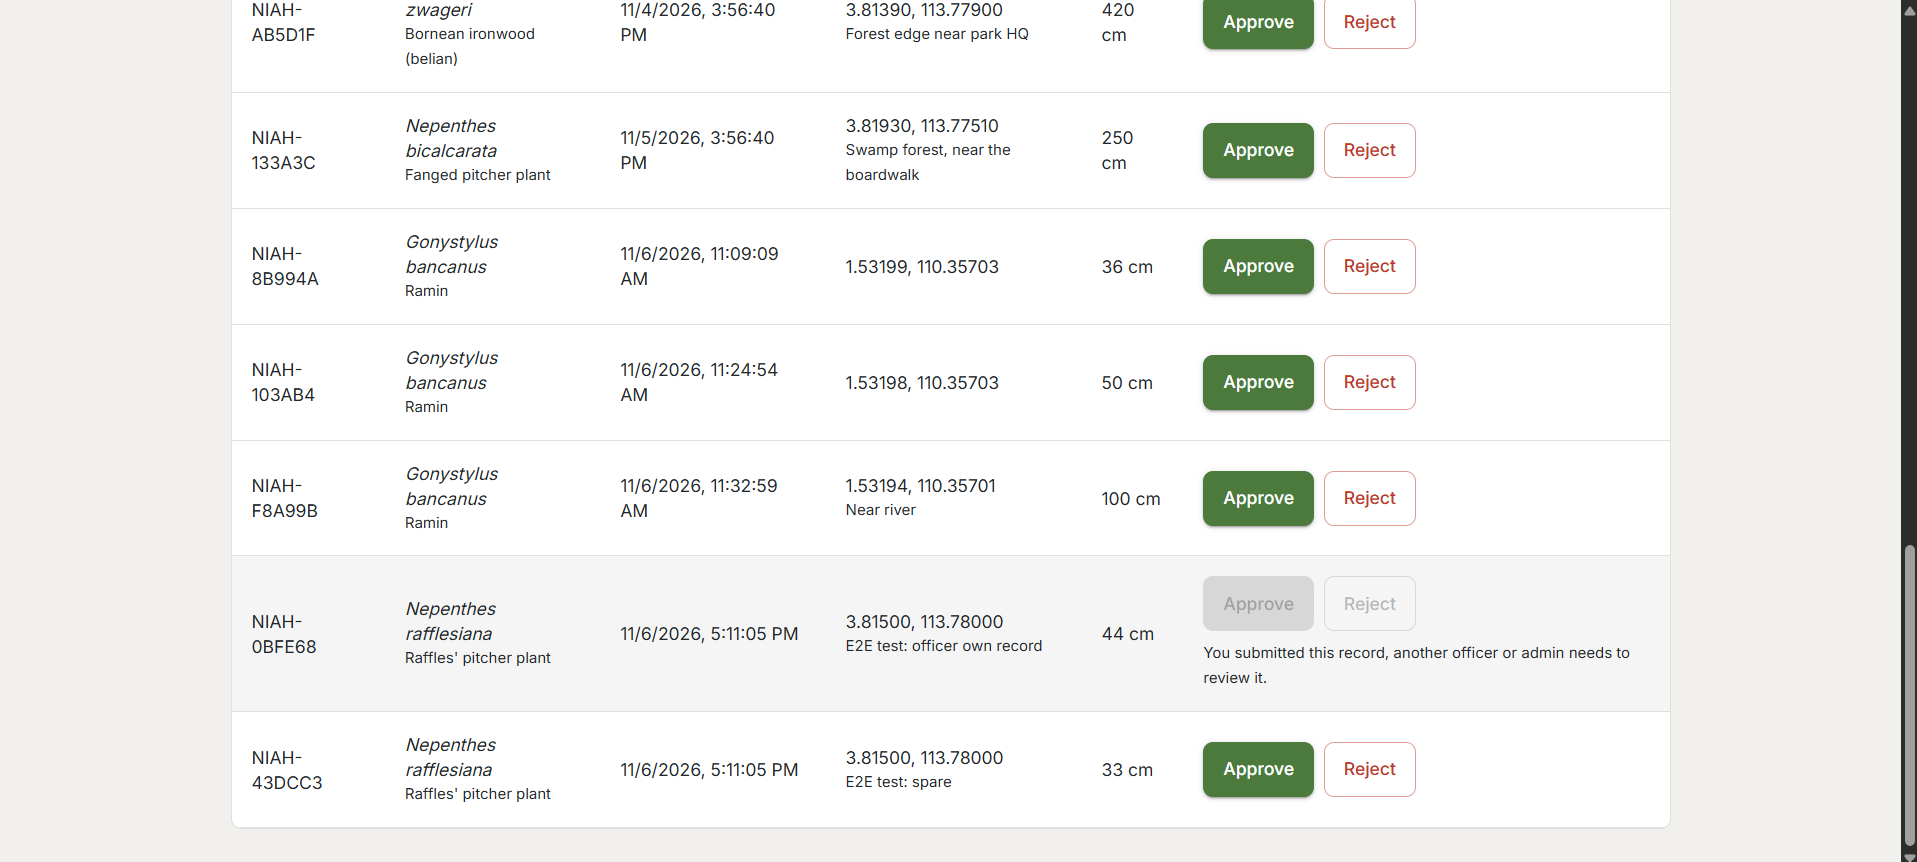 NIAH-
AB5D1F
zwageri
Bornean ironwood
(belian)
11/4/2026, 3:56:40
PM
3.81390, 113.77900
Forest edge near park HQ
420
cm
Approve
Reject
NIAH-
133A3C
Nepenthes
bicalcarata
Fanged pitcher plant
11/5/2026, 3:56:40
PM
3.81930, 113.77510
Swamp forest, near the
boardwalk
250
cm
Approve
Reject
NIAH-
8B994A
Gonystylus
bancanus
Ramin
11/6/2026, 11:09:09
AM
1.53199, 110.35703
36 cm
Approve
Reject
NIAH-
103AB4
Gonystylus
bancanus
Ramin
11/6/2026, 11:24:54
AM
1.53198, 110.35703
50 cm
Approve
Reject
NIAH-
F8A99B
Gonystylus
bancanus
Ramin
11/6/2026, 11:32:59
AM
1.53194, 110.35701
Near river
100 cm
Approve
Reject
NIAH-
0BFE68
Nepenthes
rafflesiana
Raffles' pitcher plant
11/6/2026, 5:11:05 PM
3.81500, 113.78000
E2E test: officer own record
44 cm
Approve
Reject
You submitted this record, another officer or admin needs to
review it.
NIAH-
43DCC3
Nepenthes
rafflesiana
Raffles' pitcher plant
11/6/2026, 5:11:05 PM
3.81500, 113.78000
E2E test: spare
33 cm
Approve
Reject